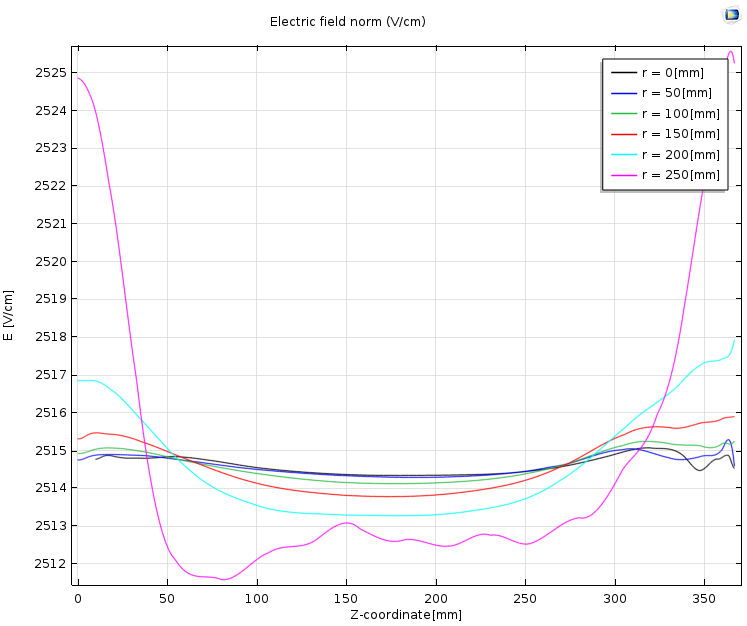 Electric field norm (V/cm)
2525
2524
2523
2522
2521
2520
2519
2518
2517
2516
2515
2514
2513
2512
E [V/cm]
r = 0[mm]
r = 50[mm]
r = 100[mm]
r = 150[mm]
r = 200[mm]
r = 250[mm]
0 50 100 150 200 250 300 350
Z-coordinate[mm]